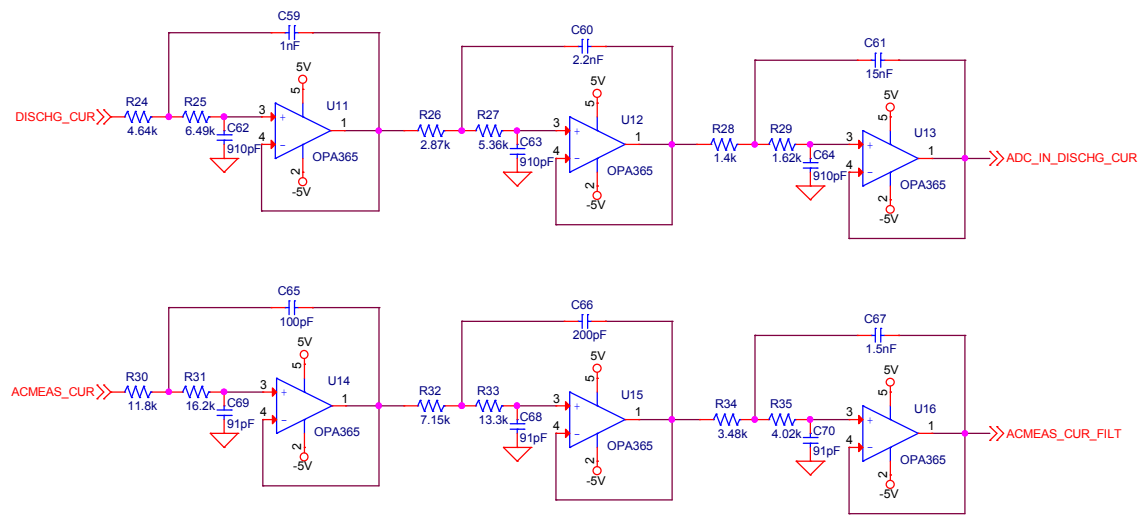 C59
1nF
5V
5
DISCHG_CUR
R24
4.64k
R25
6.49k
C62
910pF
3
+
4
−
1
U11
OPA365
2
-5V
C60
2.2nF
5V
5
R26
2.87k
R27
5.36k
C63
910pF
3
+
4
−
1
U12
OPA365
2
-5V
C61
15nF
5V
5
R28
1.4k
R29
1.62k
C64
910pF
3
+
4
−
1
U13
OPA365
2
-5V
ADC_IN_DISCHG_CUR
C65
100pF
5V
5
ACMEAS_CUR
R30
11.8k
R31
16.2k
C69
91pF
3
+
4
−
1
U14
OPA365
2
-5V
C66
200pF
5V
5
R32
7.15k
R33
13.3k
C68
91pF
3
+
4
−
1
U15
OPA365
2
-5V
C67
1.5nF
5V
5
R34
3.48k
R35
4.02k
C70
91pF
3
+
4
−
1
U16
OPA365
2
-5V
ACMEAS_CUR_FILT